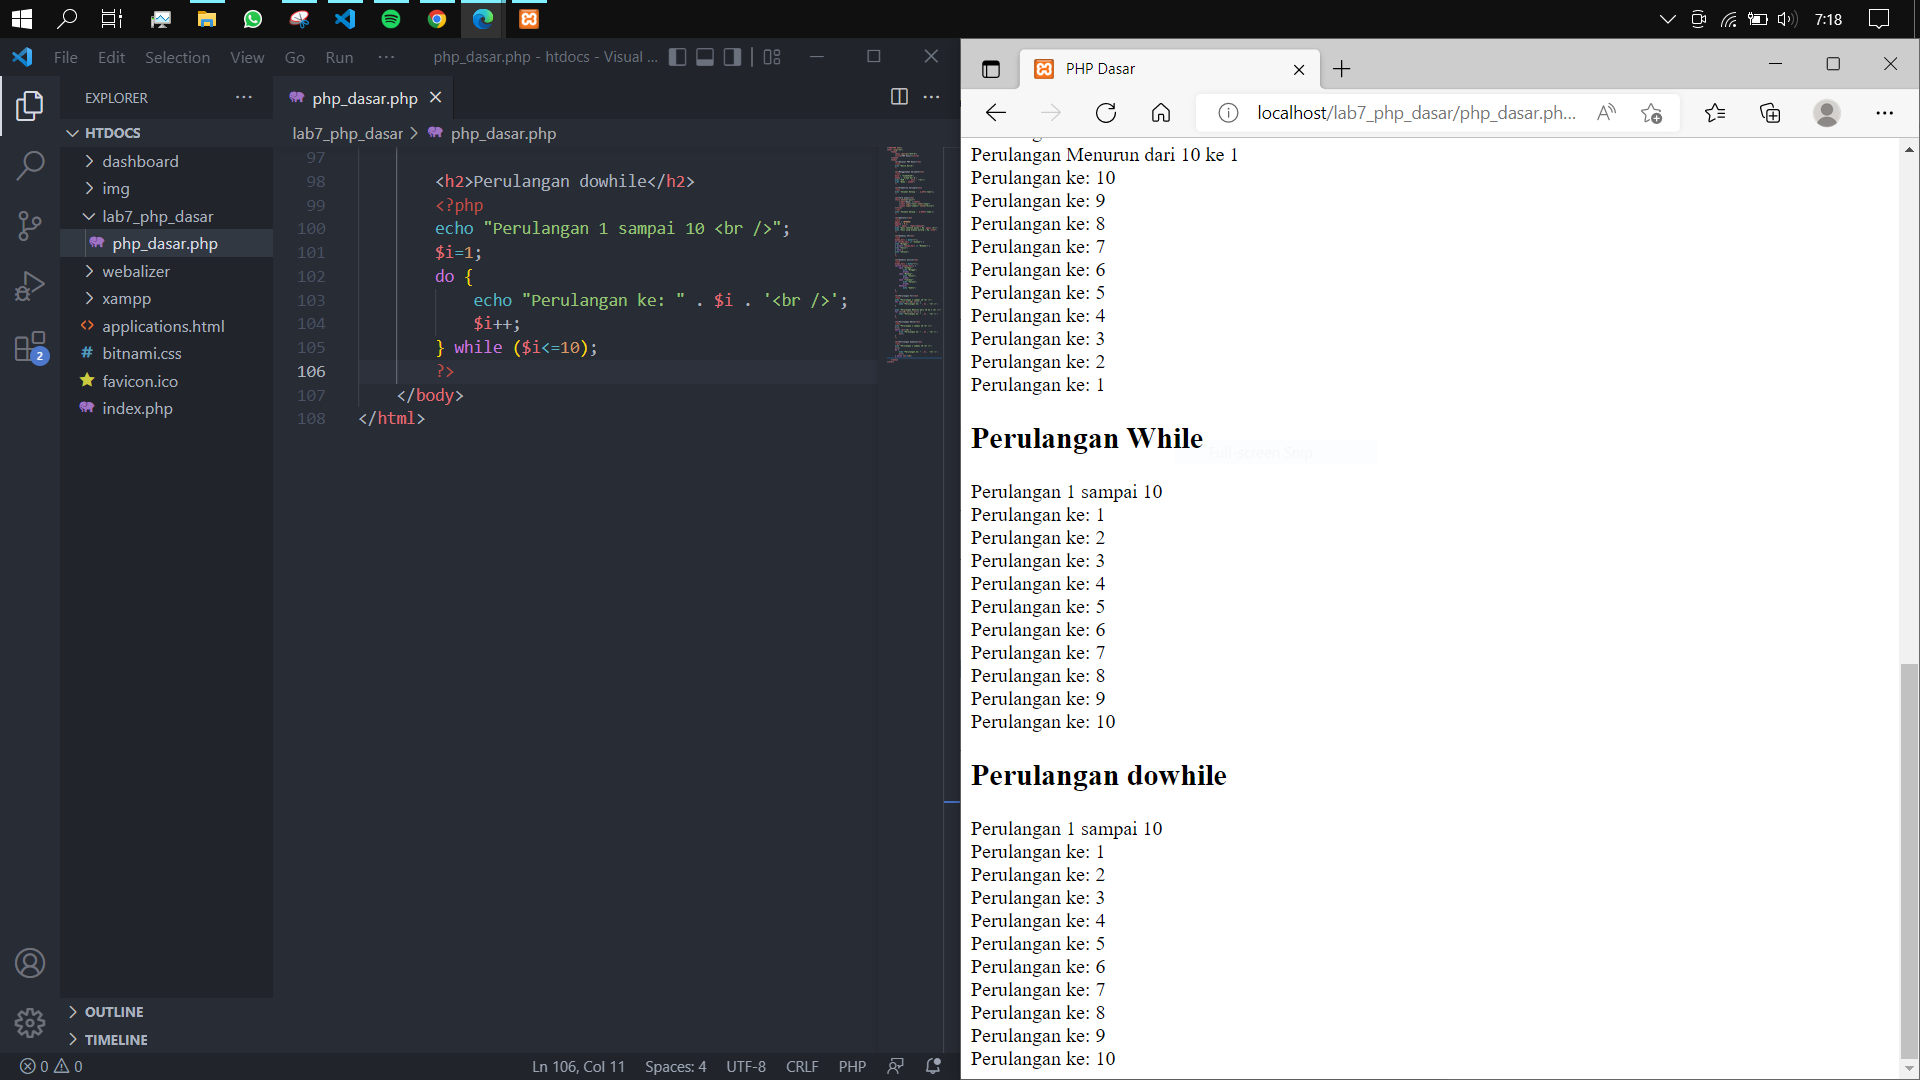 7:18
File Edit Selection View Go Run ··· php_dasar.php - htdocs - Visual ...
EXPLORER ···
php_dasar.php
HTDOCS
lab7_php_dasar > php_dasar.php
dashboard
img
lab7_php_dasar
php_dasar.php
webalizer
xampp
applications.html
bitnami.css
favicon.ico
index.php
2
OUTLINE
TIMELINE
97
98 <h2>Perulangan dowhile</h2>
99 <?php
100 echo "Perulangan 1 sampai 10 <br />";
101 $i=1;
102 do {
103 echo "Perulangan ke: " . $i . '<br />';
104 $i++;
105 } while ($i<=10);
106 ?>
107 </body>
108 </html>
0 0 Ln 106, Col 11 Spaces: 4 UTF-8 CRLF PHP
PHP Dasar
localhost/lab7_php_dasar/php_dasar.ph...
Perulangan Menurun dari 10 ke 1
Perulangan ke: 10
Perulangan ke: 9
Perulangan ke: 8
Perulangan ke: 7
Perulangan ke: 6
Perulangan ke: 5
Perulangan ke: 4
Perulangan ke: 3
Perulangan ke: 2
Perulangan ke: 1
Perulangan While
Perulangan 1 sampai 10
Perulangan ke: 1
Perulangan ke: 2
Perulangan ke: 3
Perulangan ke: 4
Perulangan ke: 5
Perulangan ke: 6
Perulangan ke: 7
Perulangan ke: 8
Perulangan ke: 9
Perulangan ke: 10
Perulangan dowhile
Perulangan 1 sampai 10
Perulangan ke: 1
Perulangan ke: 2
Perulangan ke: 3
Perulangan ke: 4
Perulangan ke: 5
Perulangan ke: 6
Perulangan ke: 7
Perulangan ke: 8
Perulangan ke: 9
Perulangan ke: 10